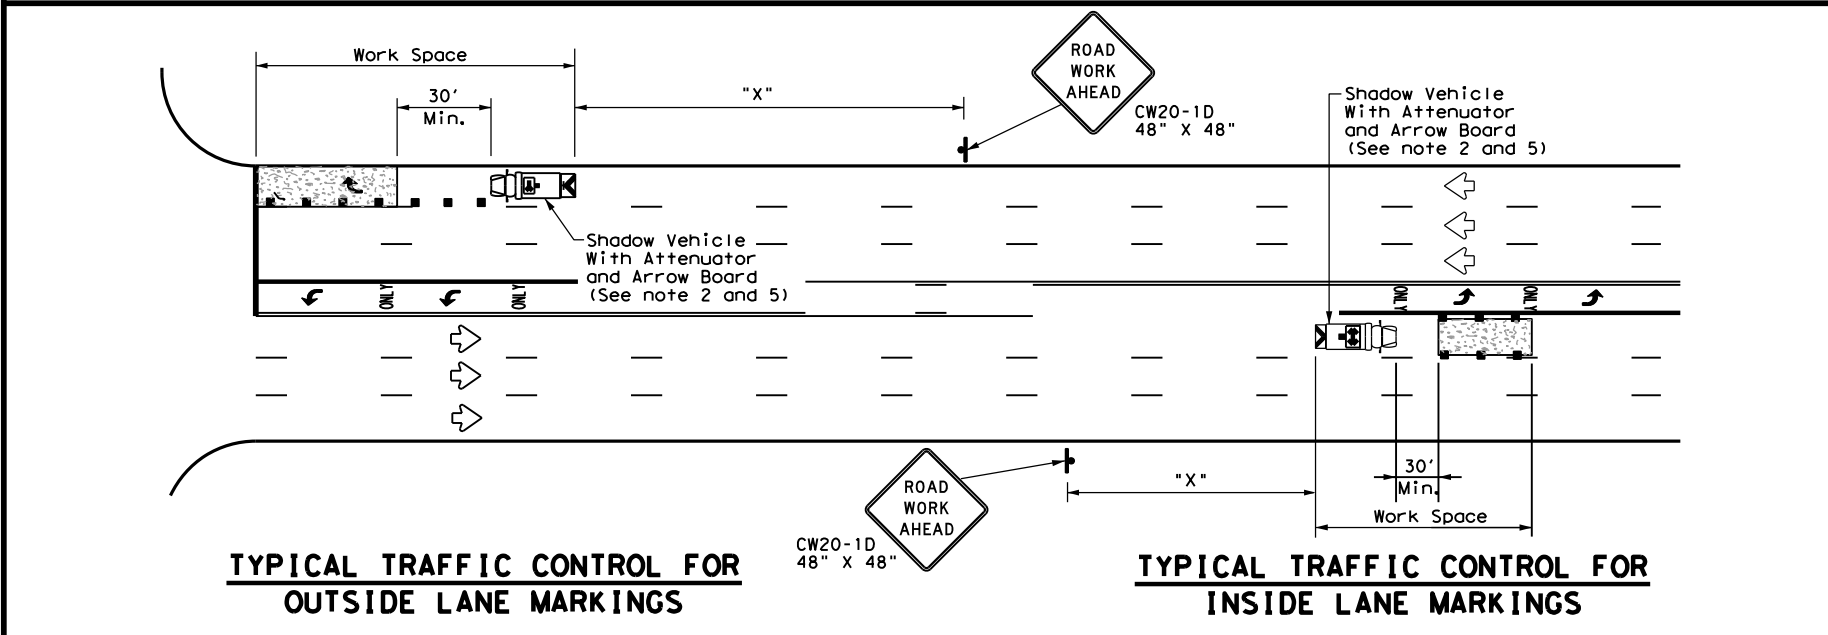 Work Space
30'
Min.
"X"
ROAD
WORK
AHEAD
CW20-1D
48" X 48"
Shadow Vehicle
With Attenuator
and Arrow Board
(See note 2 and 5)
Shadow Vehicle
With Attenuator
and Arrow Board
(See note 2 and 5)
ONLY
ONLY
ONLY
ONLY
ROAD
WORK
AHEAD
CW20-1D
48" X 48"
"X"
30'
Min.
Work Space
TYPICAL TRAFFIC CONTROL FOR
OUTSIDE LANE MARKINGS
TYPICAL TRAFFIC CONTROL FOR
INSIDE LANE MARKINGS